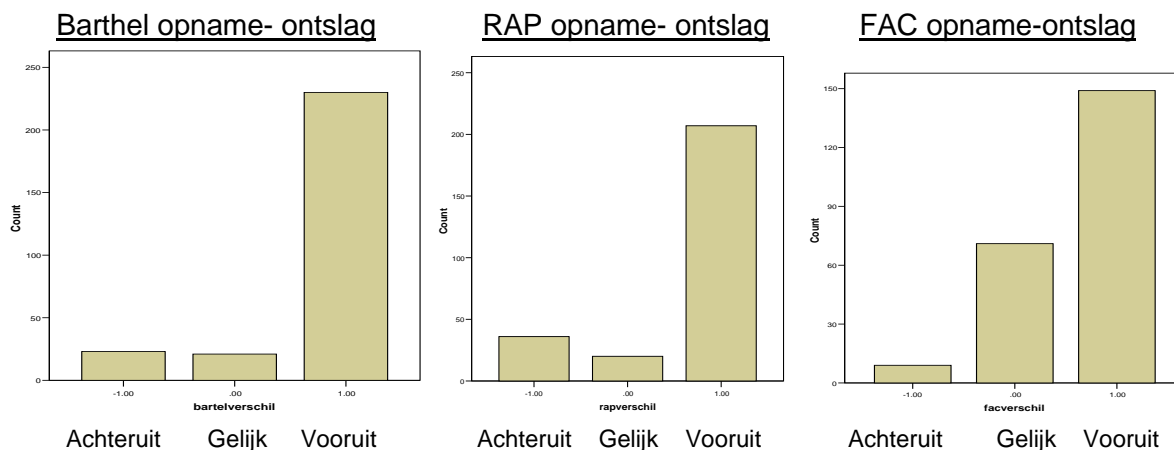 Barthel opname- ontslag
250
200
150
100
50
0
Count
-1.00 .00 1.00
bartelverschil
Achteruit Gelijk Vooruit
RAP opname- ontslag
250
200
150
100
50
0
Count
-1.00 .00 1.00
rapverschil
Achteruit Gelijk Vooruit
FAC opname-ontslag
150
120
90
60
30
0
Count
-1.00 .00 1.00
facverschil
Achteruit Gelijk Vooruit